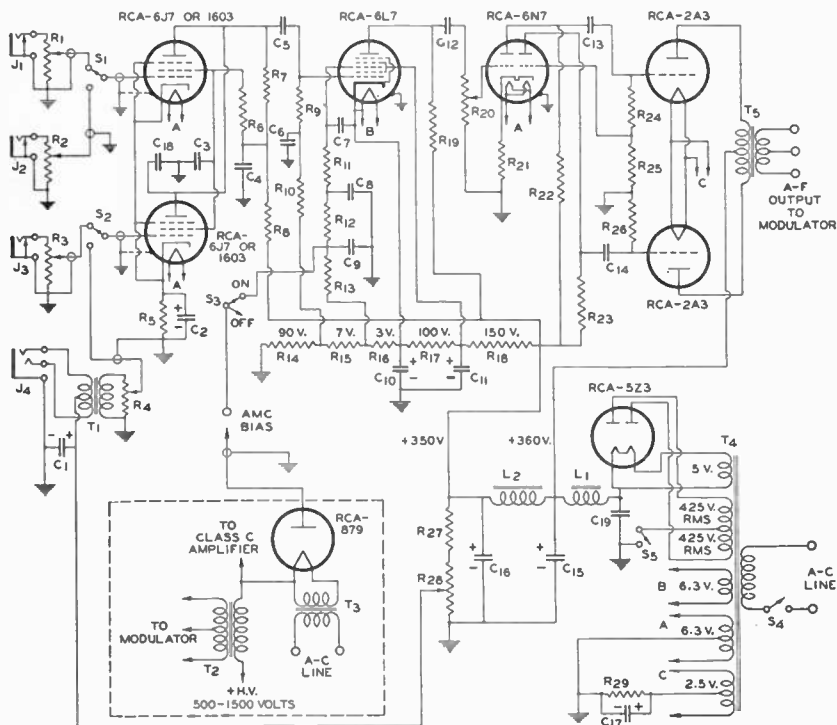 RCA-6J7 OR 1603
RCA-6L7
RCA-6N7
RCA-2A3
J1
R1
S1
C5
C12
C13
R7
R6
R9
C6
C7
R11
B
R20
R19
A
R21
R24
R25
R22
R26
C
T5
A-F
OUTPUT TO
MODULATOR
J2
R2
A
C18
C3
C4
R10
C8
R12
C9
R13
C14
RCA-2A3
S2
RCA-
6J7 OR
1603
J3
R3
A
R8
R5
C2
S3
ON
OFF
R23
90 V.
7 V.
3 V.
100 V.
150 V.
R14
R15
R16
R17
R18
C10
C11
J4
T1
R4
C1
AMC
BIAS
+350V.
+360V.
RCA-5Z3
T4
L2
L1
5 V.
425V.
RMS
425V.
RMS
C19
S5
R27
R28
C16
C15
B
6.3 V.
A
6.3V.
C
2.5V.
A-C
LINE
S4
R29
C17
TO
CLASS C
AMPLIFIER
RCA-
879
T3
TO
MODULATOR
T2
A-C
LINE
+H.V.
500-1500 VOLTS